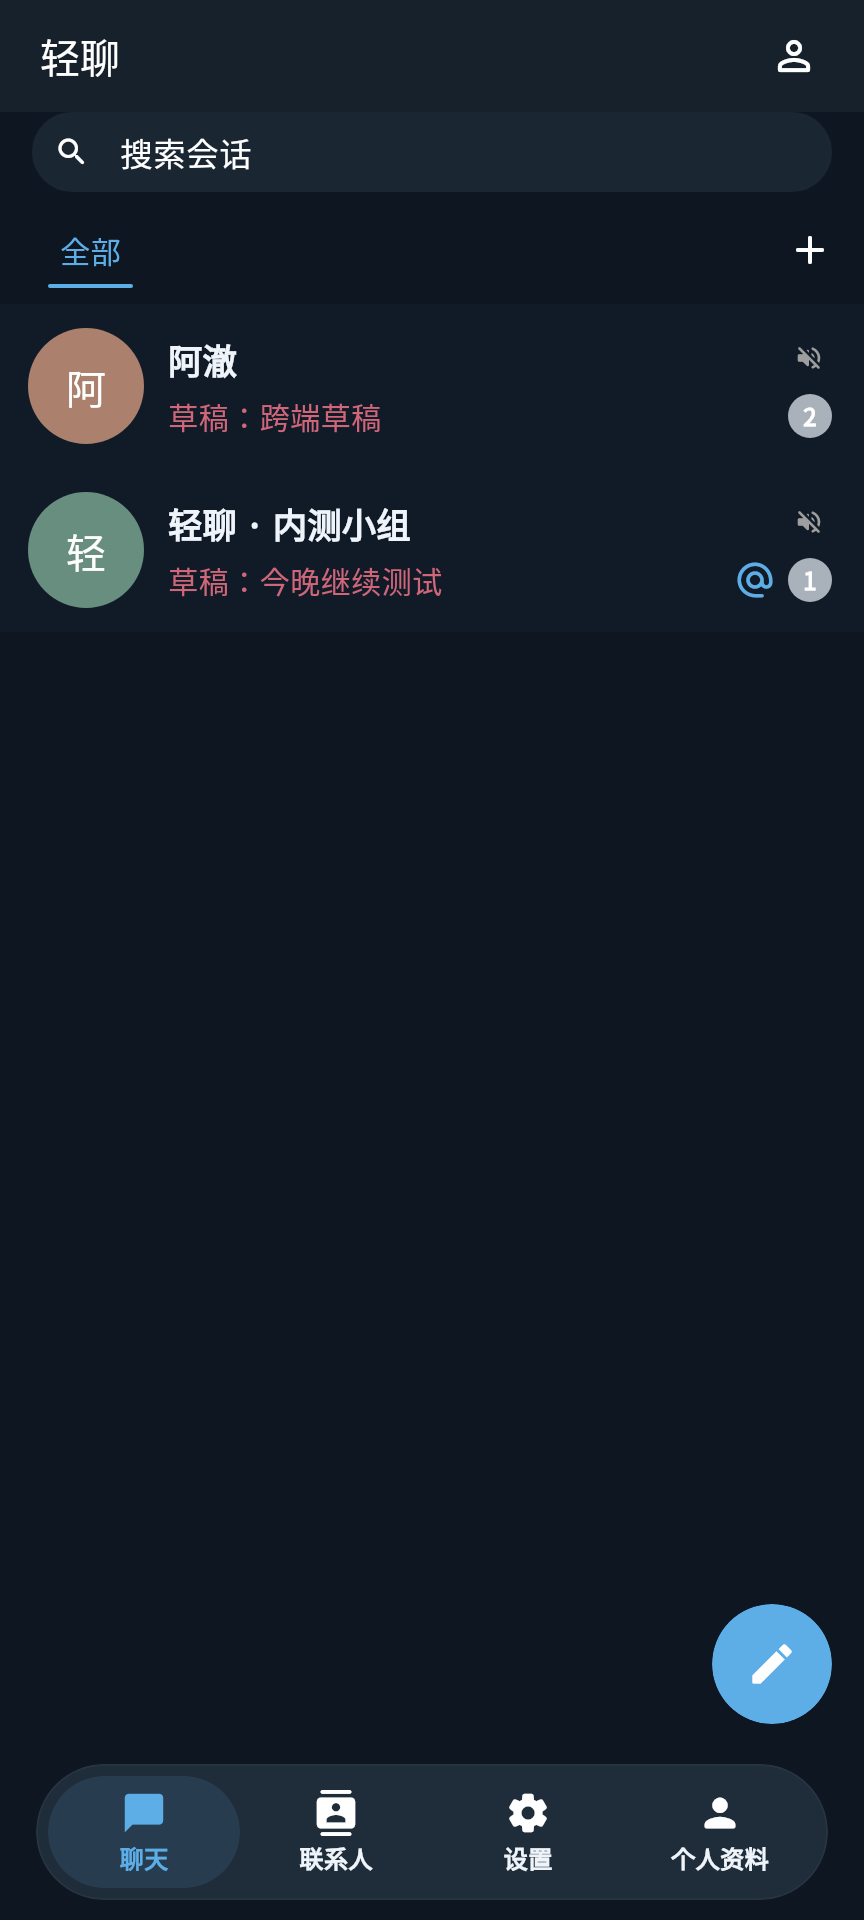 轻聊
搜索会话
全部
阿
阿澈
草稿：跨端草稿
2
轻
轻聊 · 内测小组
草稿：今晚继续测试
@
1
聊天
联系人
设置
个人资料